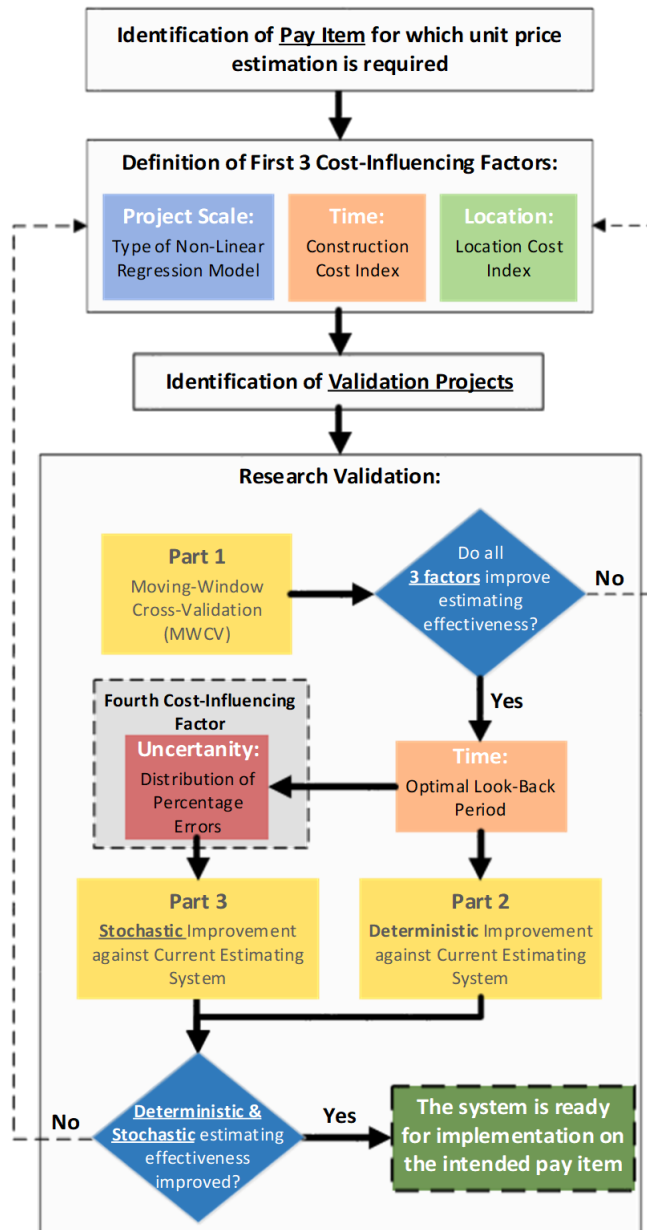 Identification of Pay Item for which unit price
estimation is required
Definition of First 3 Cost-Influencing Factors:
Project Scale:
Type of Non-Linear
Regression Model
Time:
Construction
Cost Index
Location:
Location Cost
Index
Identification of Validation Projects
Research Validation:
Part 1
Moving-Window
Cross-Validation
(MWCV)
Do all
3 factors improve
estimating
effectiveness?
No
Yes
Fourth Cost-Influencing
Factor
Uncertanity:
Distribution of
Percentage
Errors
Time:
Optimal Look-Back
Period
Part 3
Stochastic Improvement
against Current Estimating
System
Part 2
Deterministic Improvement
against Current Estimating
System
No
Deterministic &
Stochastic estimating
effectiveness
improved?
Yes
The system is ready
for implementation on
the intended pay item